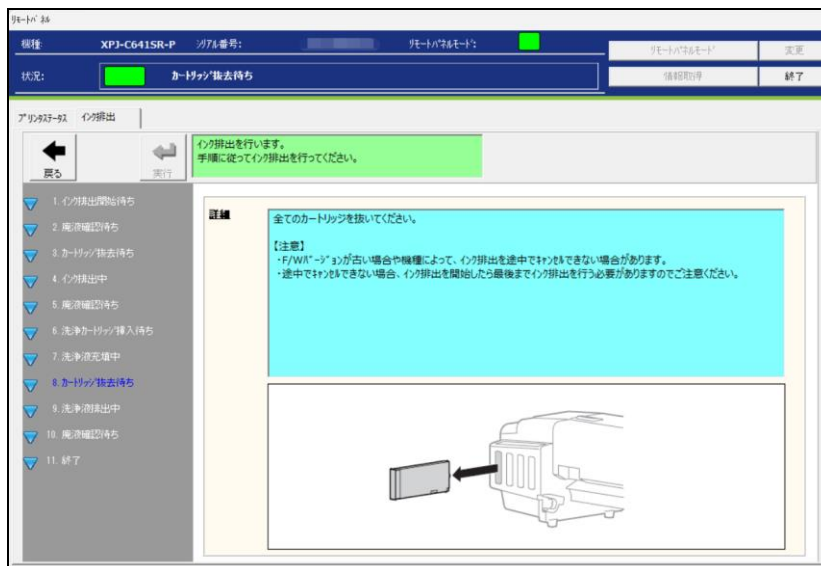 ﾘﾓｰﾄﾊﾟﾈﾙ
機種 XPJ-C641SR-P ｼﾘｱﾙ番号: ﾘﾓｰﾄﾊﾟﾈﾙﾓｰﾄﾞ:
ﾘﾓｰﾄﾊﾟﾈﾙﾓｰﾄﾞ 変更
状況: ｶｰﾄﾘｯｼﾞ抜去待ち
情報取得 終了
ﾌﾟﾘﾝﾀｽﾃｰﾀｽ ｲﾝｸ排出
戻る 実行
ｲﾝｸ排出を行います。
手順に従ってｲﾝｸ排出を行ってください。
1. ｲﾝｸ排出開始待ち
2. 廃液確認待ち
3. ｶｰﾄﾘｯｼﾞ抜去待ち
4. ｲﾝｸ排出中
5. 廃液確認待ち
6. 洗浄ｶｰﾄﾘｯｼﾞ挿入待ち
7. 洗浄液充填中
8. ｶｰﾄﾘｯｼﾞ抜去待ち
9. 洗浄液排出中
10. 廃液確認待ち
11. 終了
詳細
全てのカートリッジを抜いてください。
【注意】
・F/Wﾊﾞｰｼﾞｮﾝが古い場合や機種によって、ｲﾝｸ排出を途中でｷｬﾝｾﾙできない場合があります。
・途中でｷｬﾝｾﾙできない場合、ｲﾝｸ排出を開始したら最後までｲﾝｸ排出を行う必要がありますのでご注意ください。